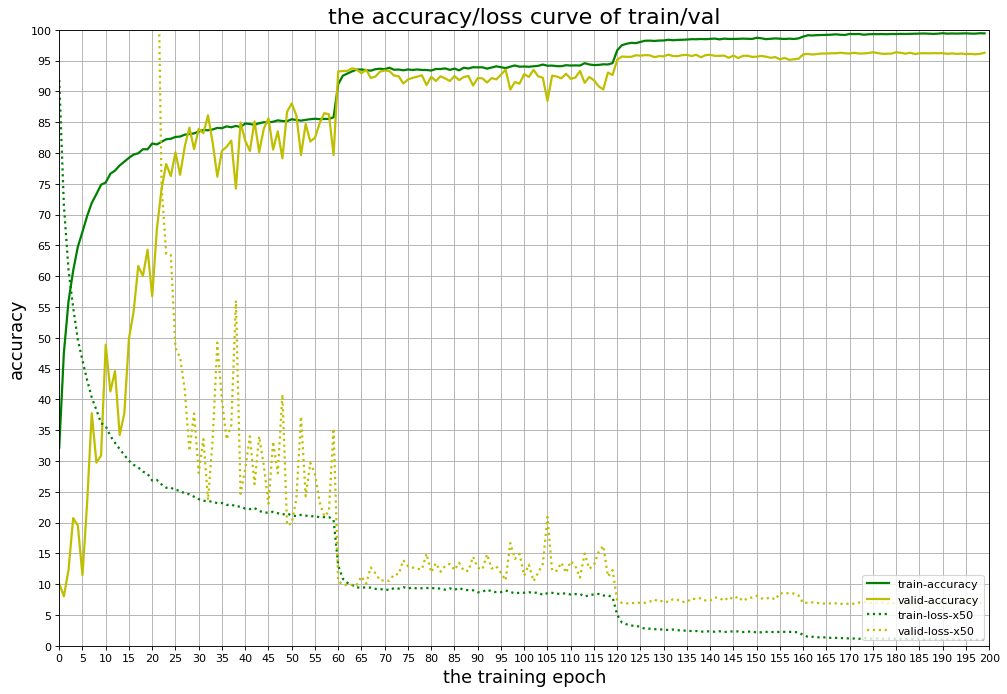 the accuracy/loss curve of train/val
100
95
90
85
80
75
70
65
60
55
50
45
40
35
30
25
20
15
10
5
0
accuracy
train-accuracy
valid-accuracy
train-loss-x50
valid-loss-x50
0 5 10 15 20 25 30 35 40 45 50 55 60 65 70 75 80 85 90 95 100 105 110 115 120 125 130 135 140 145 150 155 160 165 170 175 180 185 190 195 200
the training epoch